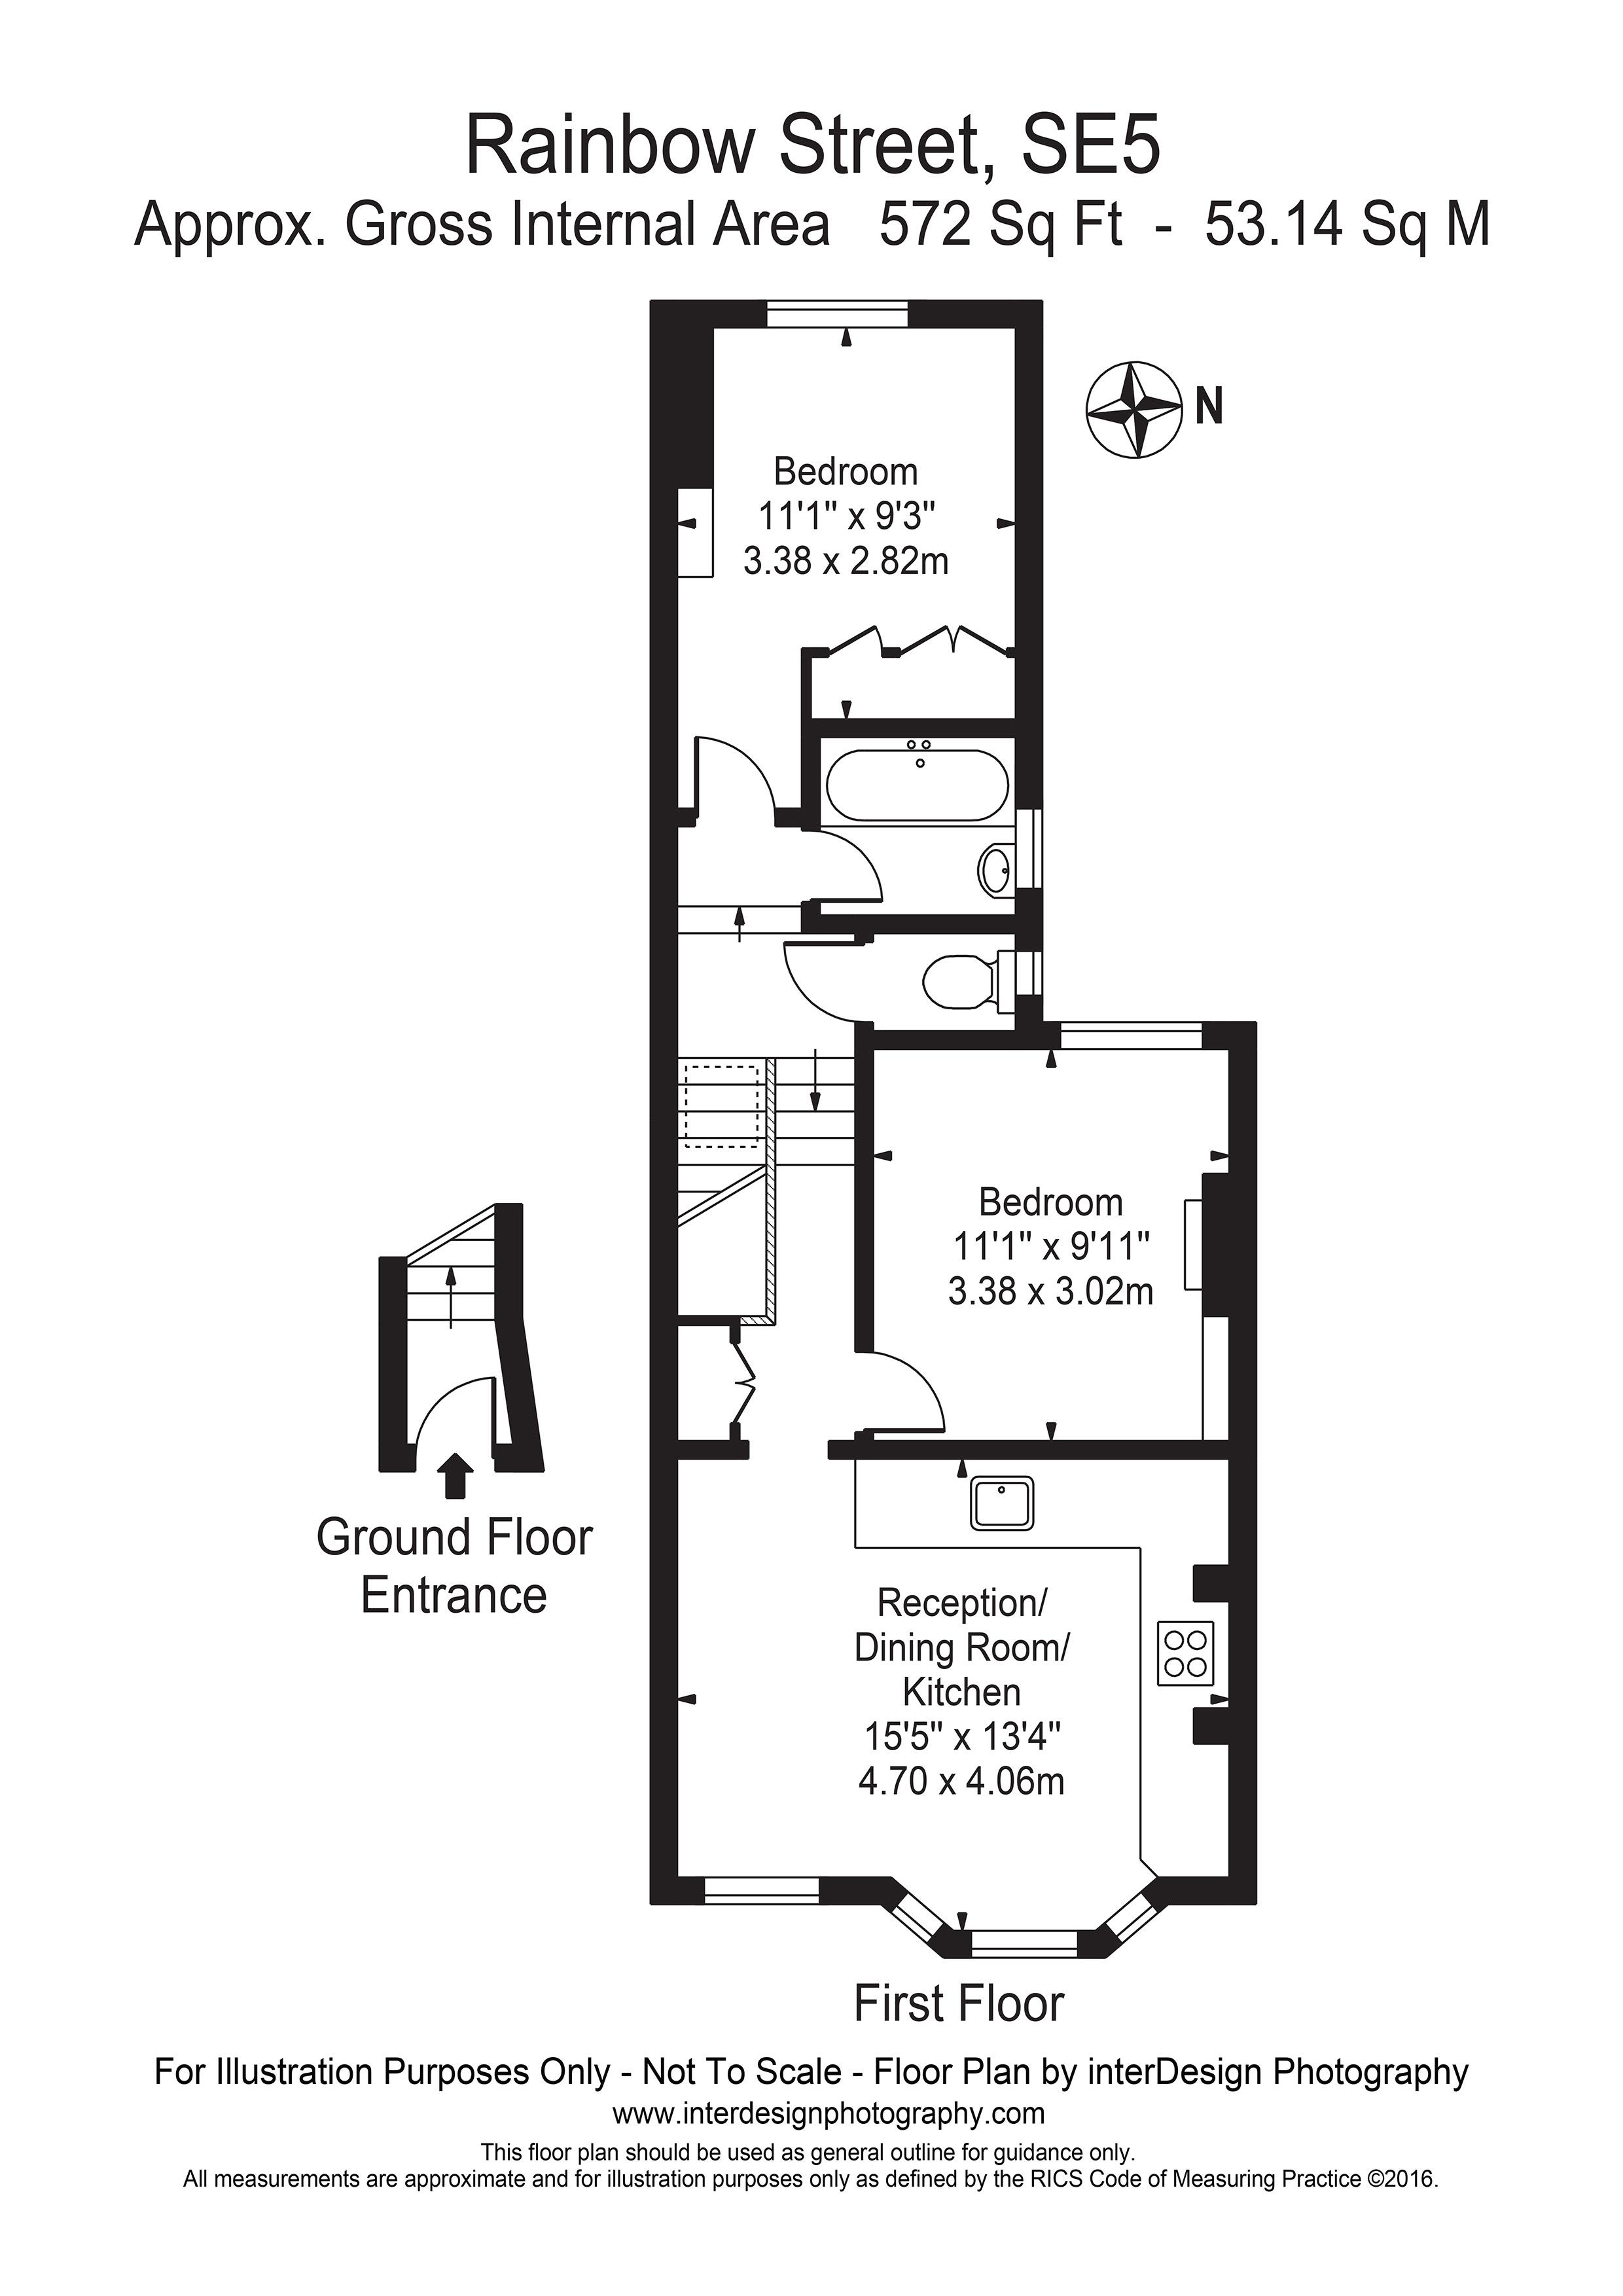 Rainbow Street, SE5
Approx. Gross Internal Area 572 Sq Ft - 53.14 Sq M
N
Bedroom
11'1" x 9'3"
3.38 x 2.82m
Bedroom
11'1" x 9'11"
3.38 x 3.02m
Ground Floor
Entrance
Reception/
Dining Room/
Kitchen
15'5" x 13'4"
4.70 x 4.06m
First Floor
For Illustration Purposes Only - Not To Scale - Floor Plan by interDesign Photography
www.interdesignphotography.com
This floor plan should be used as general outline for guidance only.
All measurements are approximate and for illustration purposes only as defined by the RICS Code of Measuring Practice ©2016.